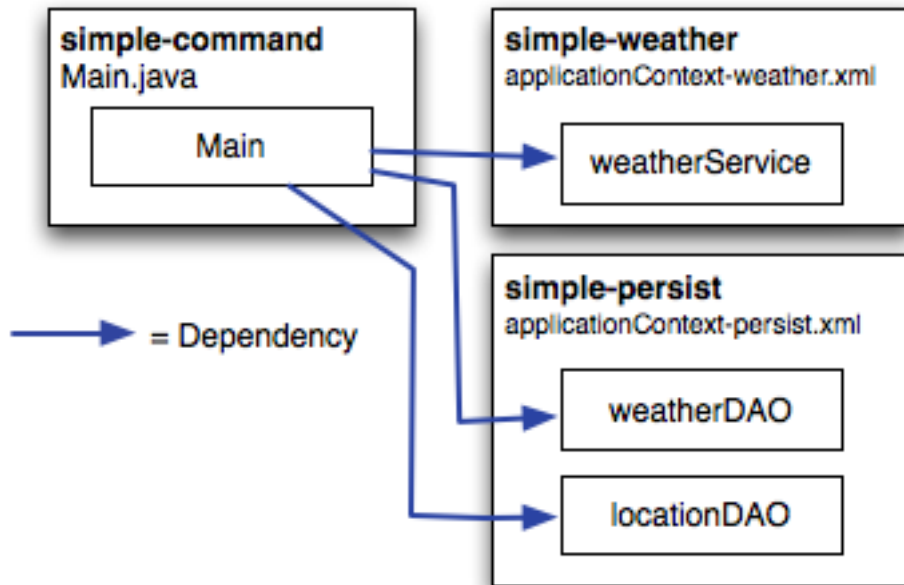 simple-command
Main.java
Main
simple-weather
applicationContext-weather.xml
weatherService
= Dependency
simple-persist
applicationContext-persist.xml
weatherDAO
locationDAO